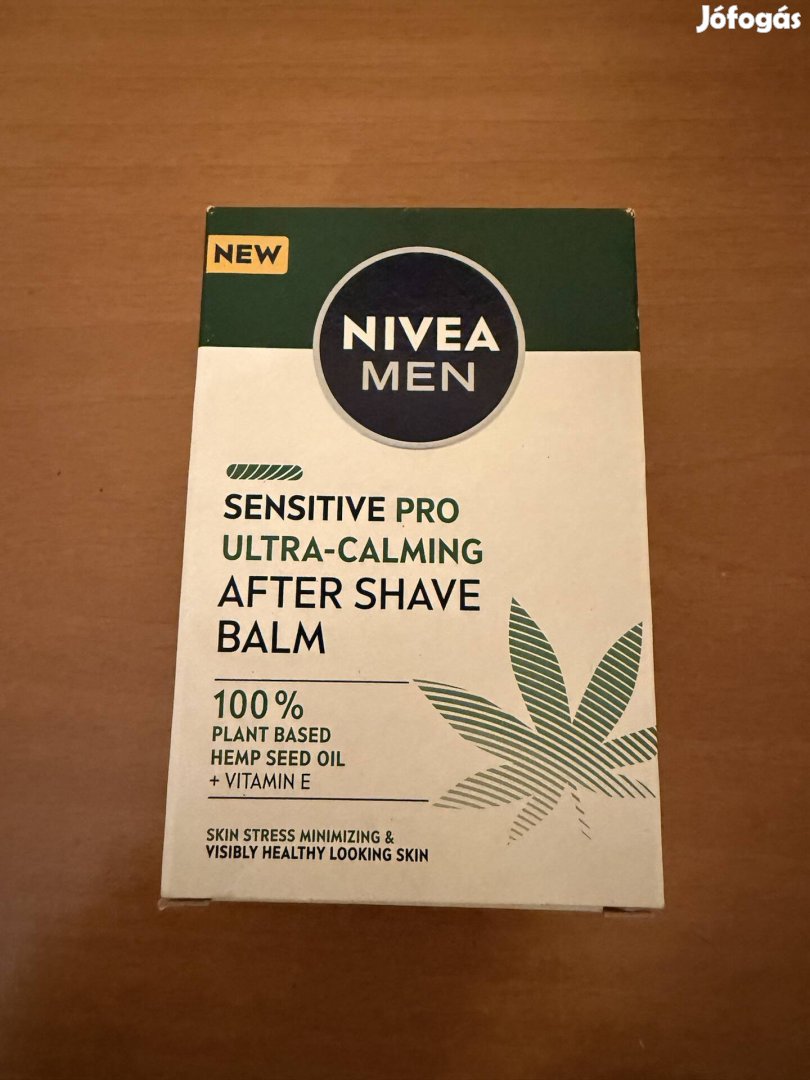 Jófogás
NEW
NIVEA
MEN
SENSITIVE PRO
ULTRA-CALMING
AFTER SHAVE
BALM
100%
PLANT BASED
HEMP SEED OIL
+ VITAMIN E
SKIN STRESS MINIMIZING &
VISIBLY HEALTHY LOOKING SKIN